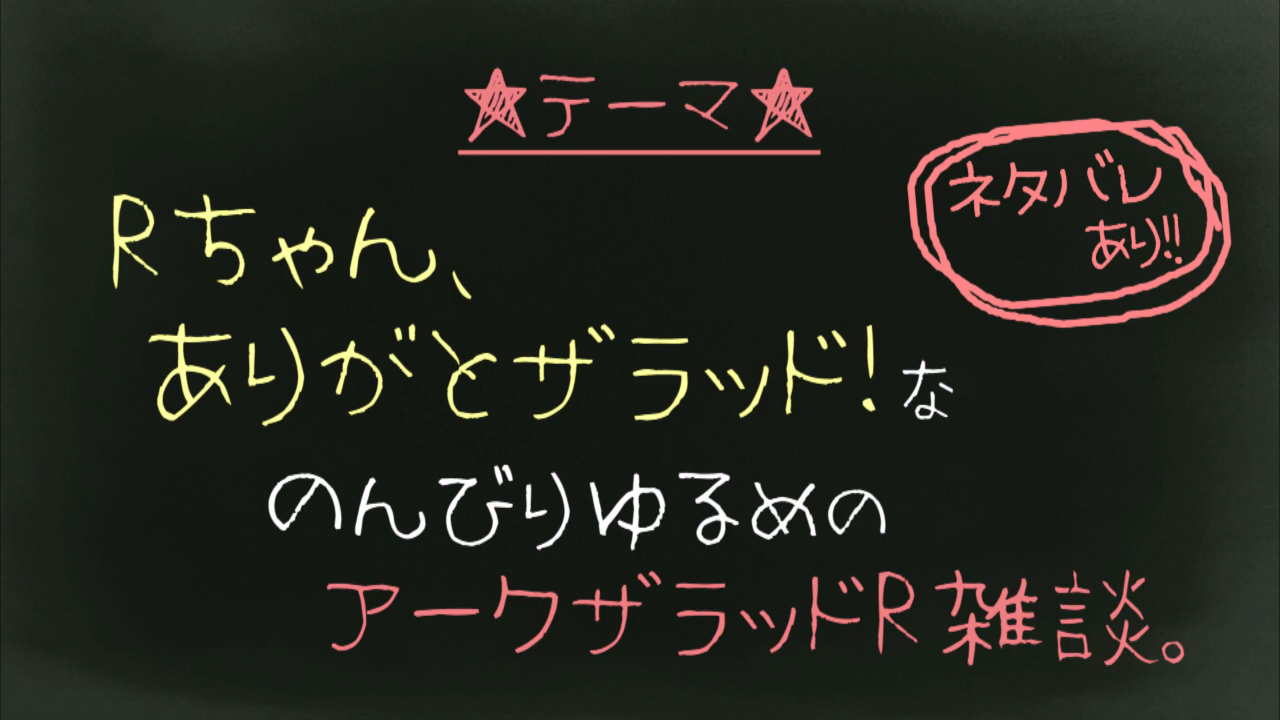 ★テーマ★
ネタバレ
あり!!
Rちゃん、
ありがとザラッド!な
のんびりゆるめの
アークザラッドR雑談。